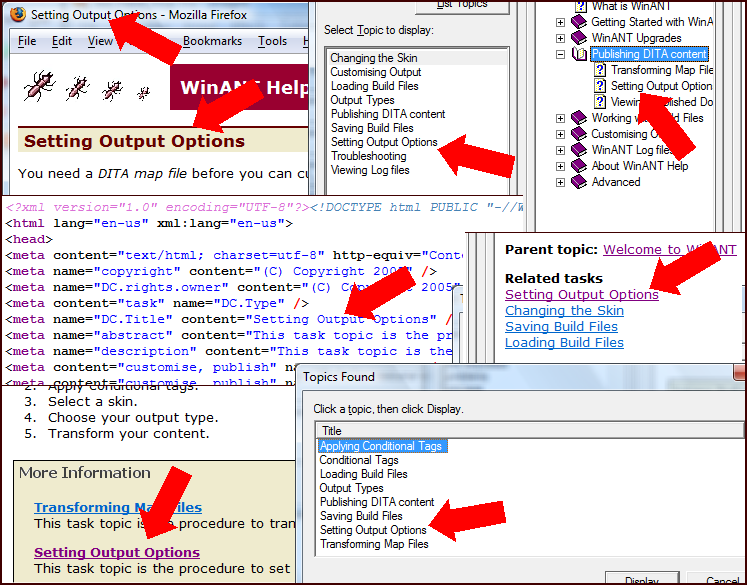 Setting Output Options - Mozilla Firefox
File Edit View Bookmarks Tools
WinANT Help
Setting Output Options
You need a DITA map file before you can cu
List Topics
Select Topic to display:
Changing the Skin
Customising Output
Loading Build Files
Output Types
Publishing DITA content
Saving Build Files
Setting Output Options
Troubleshooting
Viewing Log files
What is WinANT
Getting Started with WinA
WinANT Upgrades
Publishing DITA content
Transforming Map File
Setting Output Option
Viewing Published Do
Working with Build Files
Customising O
WinANT Log files
About WinANT Help
Advanced
<?xml version="1.0" encoding="UTF-8"?><!DOCTYPE html PUBLIC "-//W
<html lang="en-us" xml:lang="en-us">
<head>
<meta content="text/html; charset=utf-8" http-equiv="Conte
<meta name="copyright" content="(C) Copyright 2005" />
<meta name="DC.rights.owner" content="(C) Copyright 2005"
<meta content="task" name="DC.Type" />
<meta name="DC.Title" content="Setting Output Options" /
<meta name="abstract" content="This task topic is the pr
<meta name="description" content="This task topic is the
<meta content="customise, publish" na
<meta content="customise, publish" name
Parent topic: Welcome to WinANT
Related tasks
Setting Output Options
Changing the Skin
Saving Build Files
Loading Build Files
Apply conditional tags.
3. Select a skin.
4. Choose your output type.
5. Transform your content.
More Information
Transforming Map Files
This task topic is the procedure to tran
Setting Output Options
This task topic is the procedure to set
Topics Found
Click a topic, then click Display.
Title
Applying Conditional Tags
Conditional Tags
Loading Build Files
Output Types
Publishing DITA content
Saving Build Files
Setting Output Options
Transforming Map Files
Display Cancel